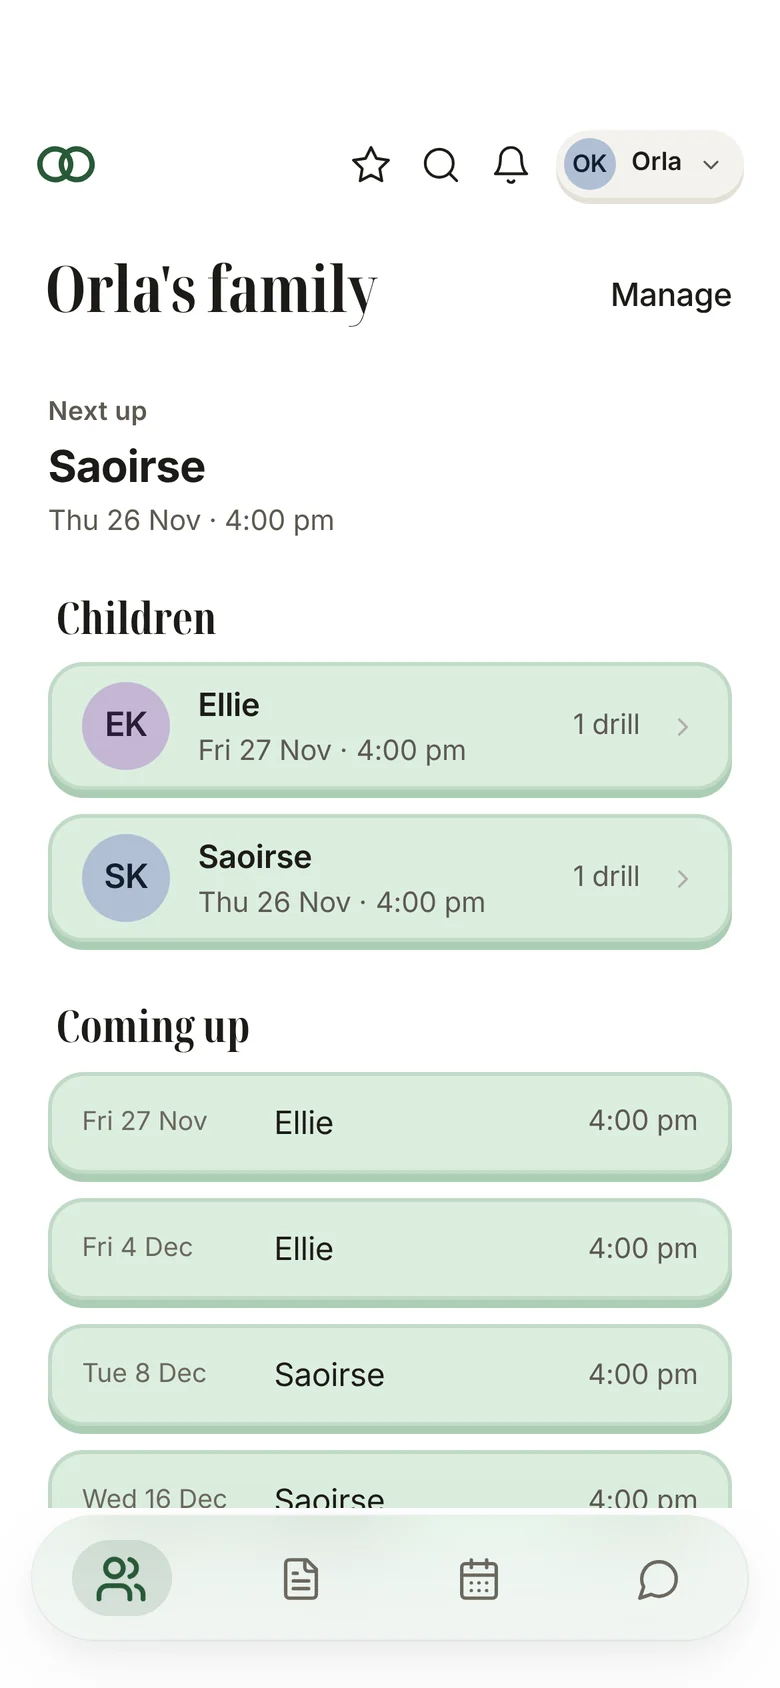 OK Orla
Orla's family
Manage
Next up
Saoirse
Thu 26 Nov · 4:00 pm
Children
EK
Ellie
Fri 27 Nov · 4:00 pm
1 drill
SK
Saoirse
Thu 26 Nov · 4:00 pm
1 drill
Coming up
Fri 27 Nov Ellie 4:00 pm
Fri 4 Dec Ellie 4:00 pm
Tue 8 Dec Saoirse 4:00 pm
Wed 16 Dec Saoirse 4:00 pm